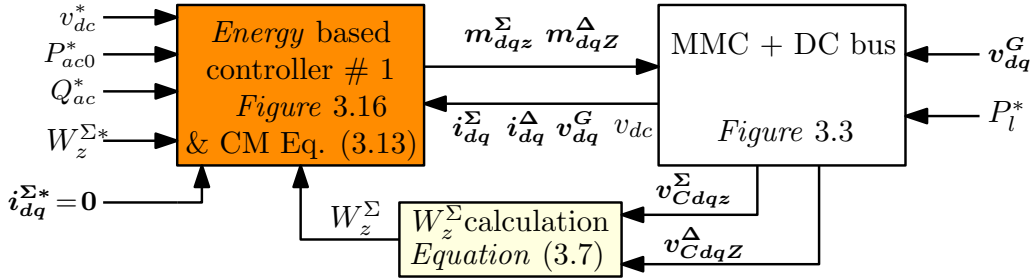 v*dc
P*ac0
Q*ac
WΣ*z
iΣ*dq = 0
Energy based
controller # 1
Figure 3.16
& CM Eq. (3.13)
mΣdqz mΔdqZ
iΣdq iΔdq vGdq vdc
MMC + DC bus
Figure 3.3
vGdq
P*l
WΣz
WΣz calculation
Equation (3.7)
vΣCdqz
vΔCdqZ